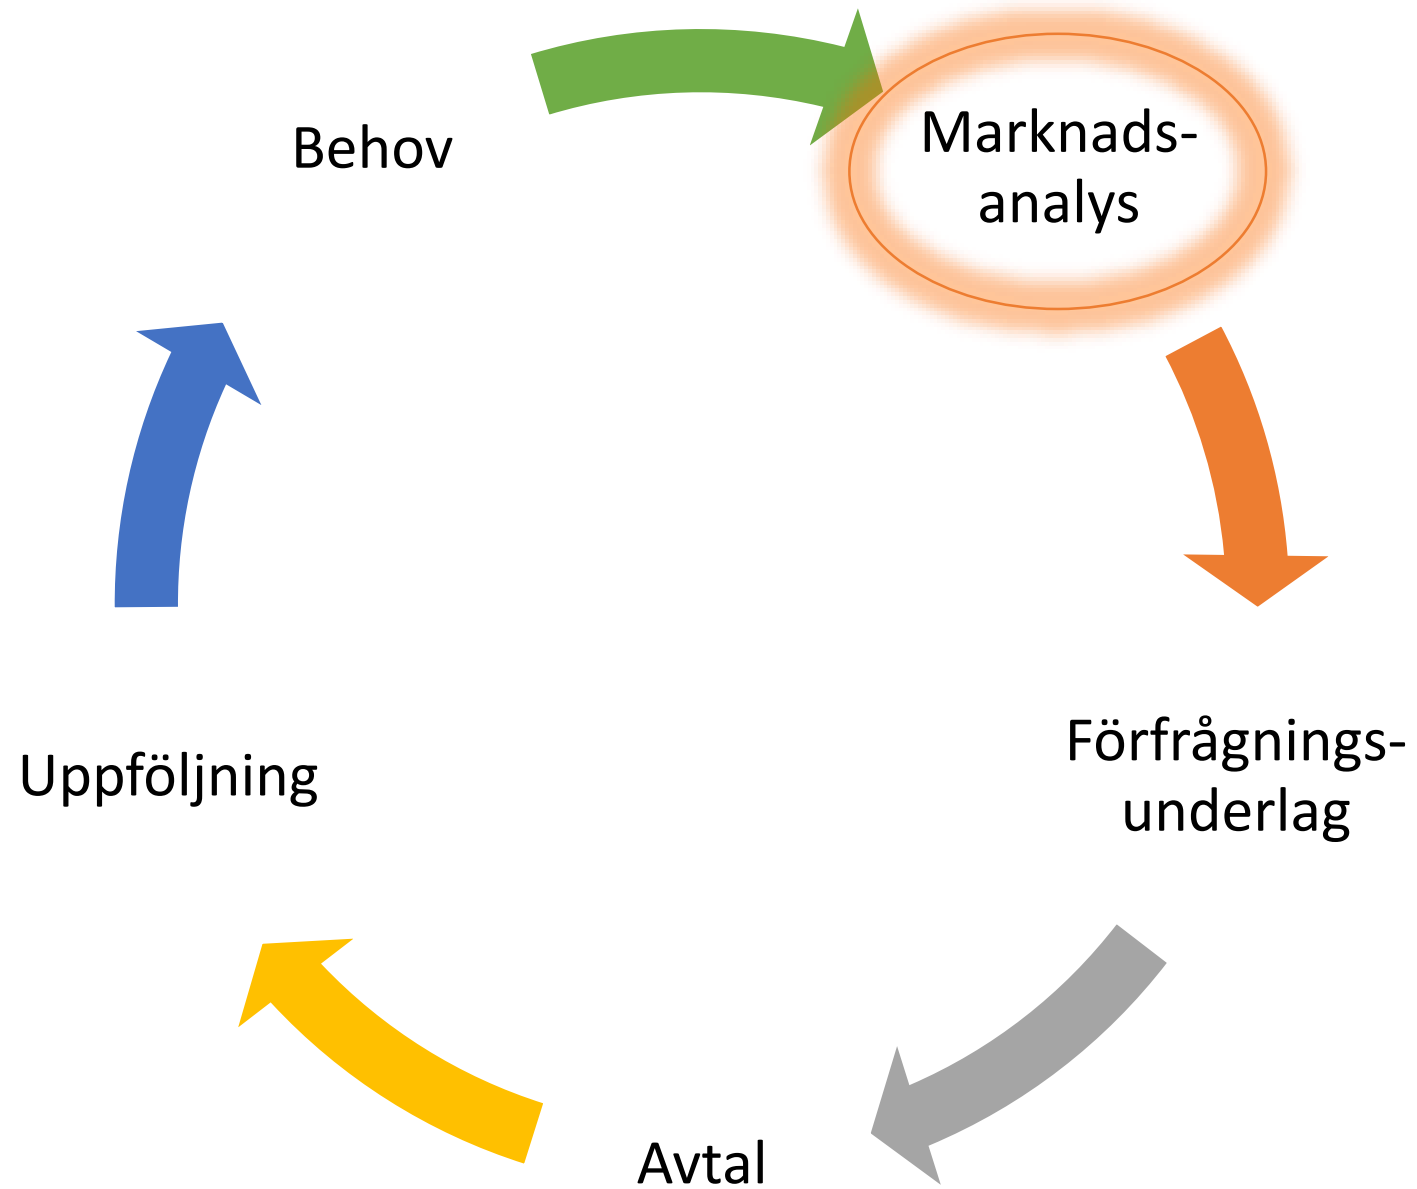 Behov
Marknads-
analys
Förfrågnings-
underlag
Avtal
Uppföljning